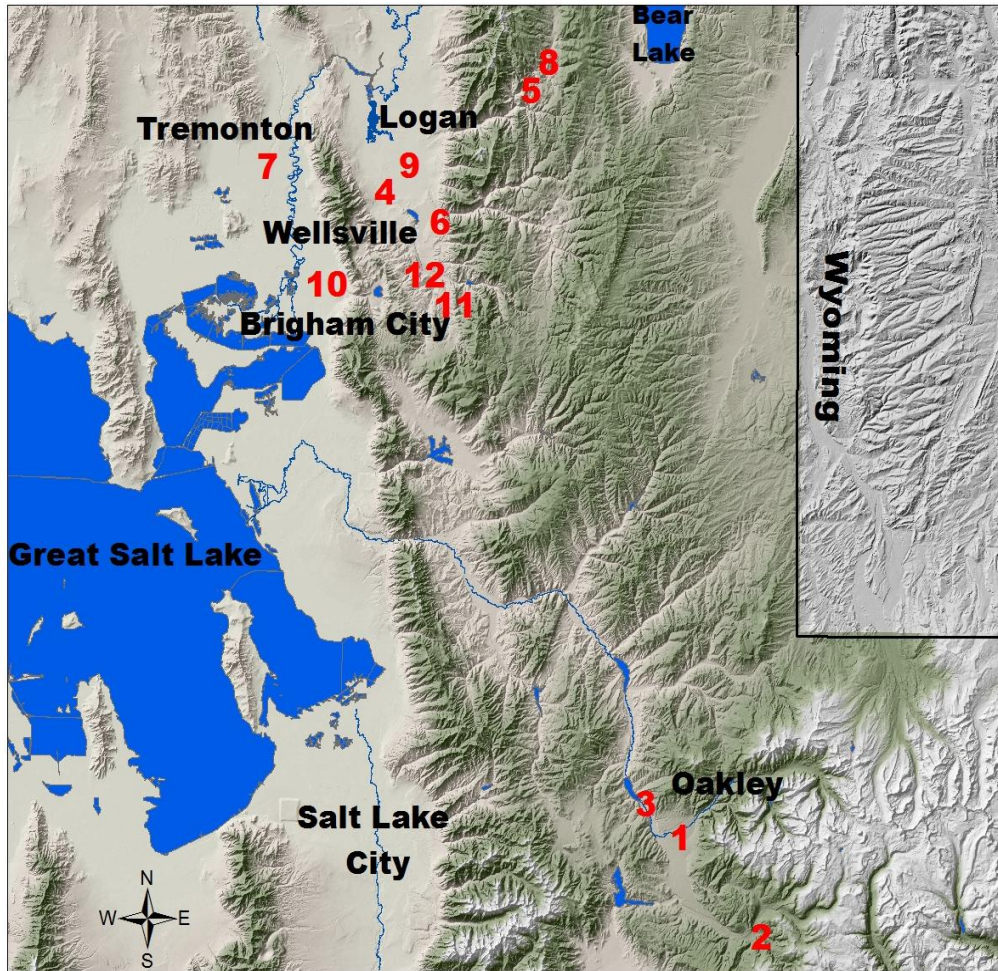 Bear
Lake
8
5
Logan
Tremonton
7
9
4
6
Wellsville
12
10
11
Brigham City
Wyoming
Great Salt Lake
Oakley
3
1
Salt Lake
City
N
W
E
S
2